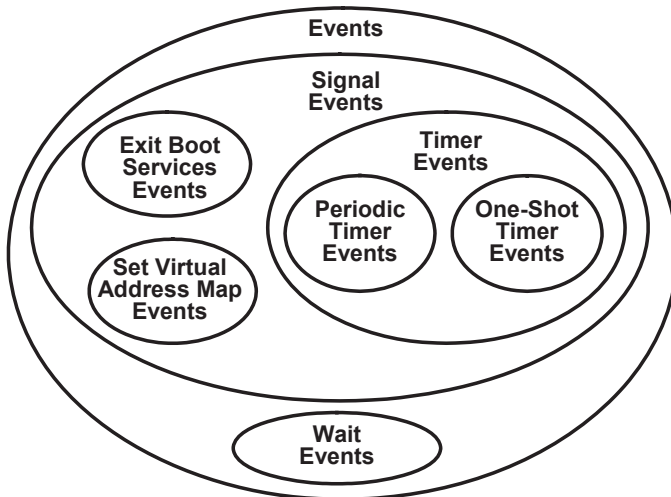 Events
Signal
Events
Exit Boot
Services
Events
Timer
Events
Periodic
Timer
Events
One-Shot
Timer
Events
Set Virtual
Address Map
Events
Wait
Events